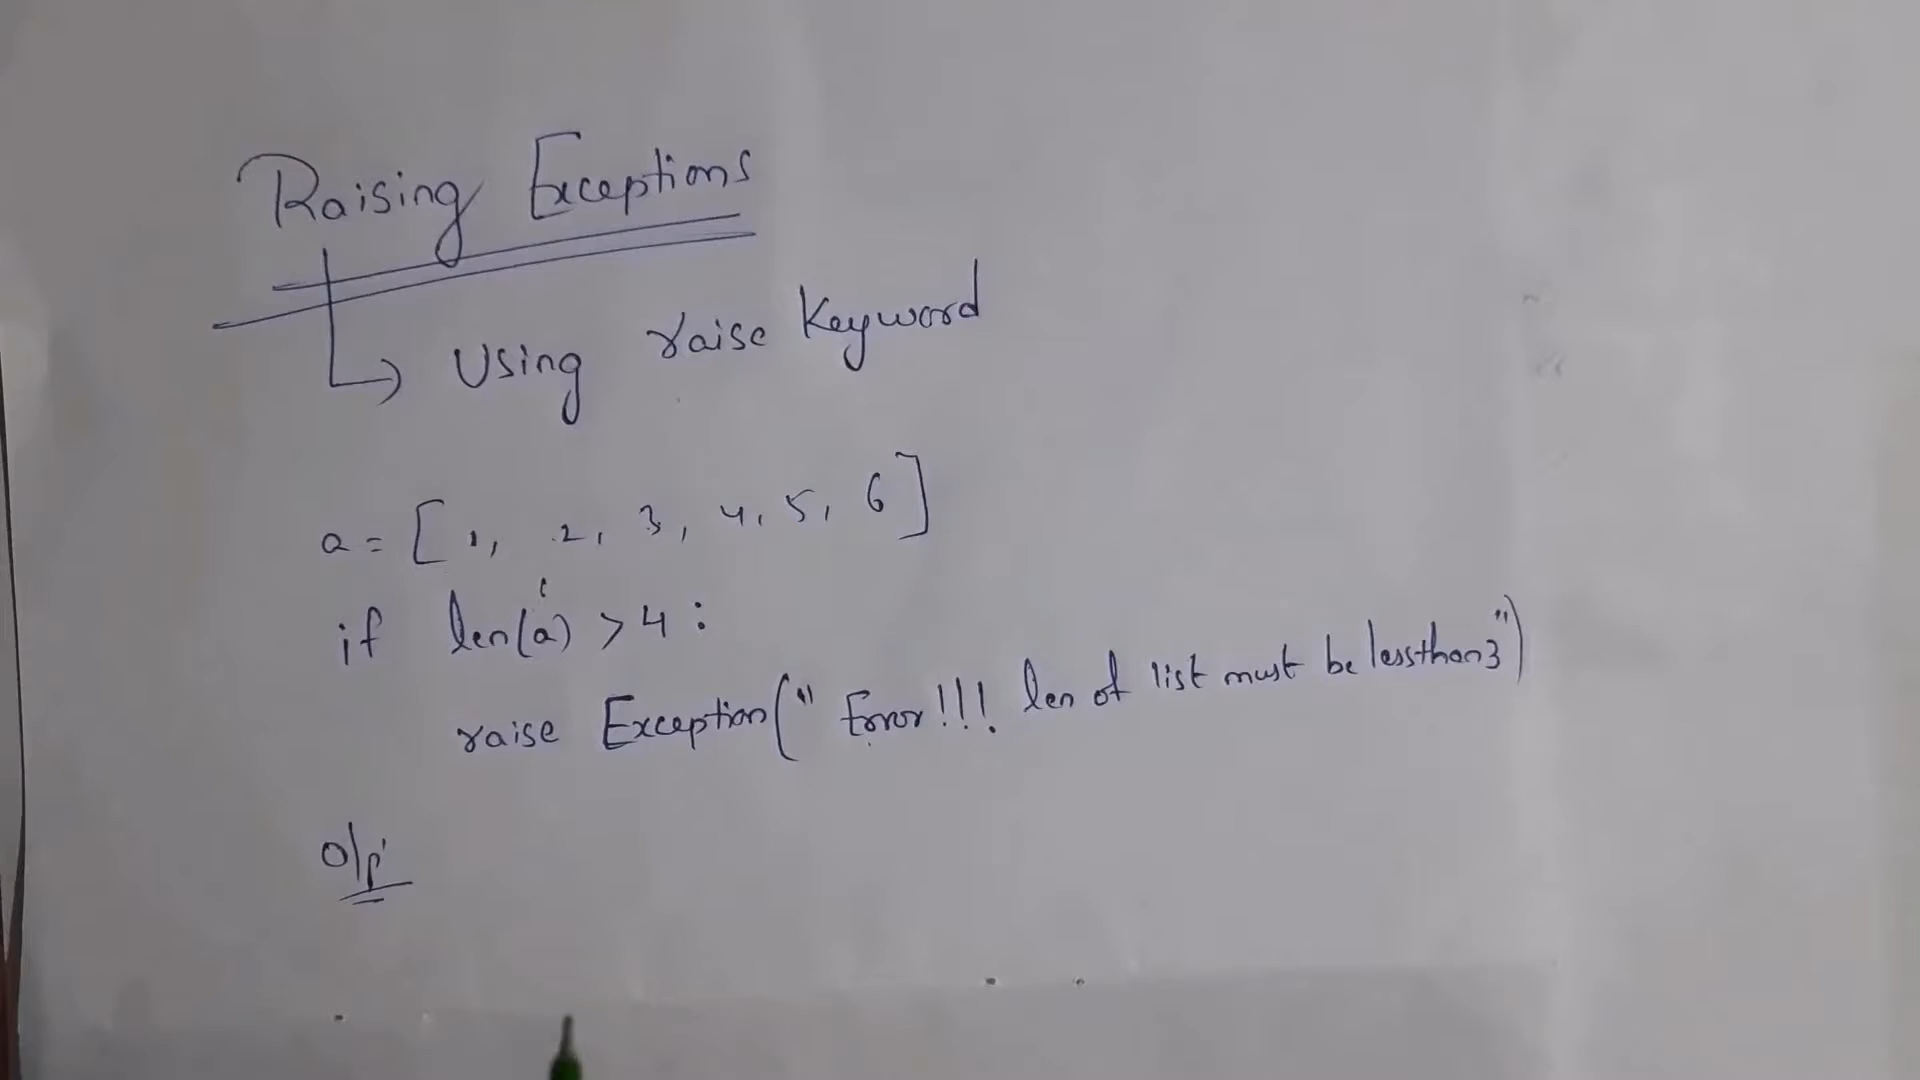 Raising Exceptions
↳ Using raise Keyword
a = [1, 2, 3, 4, 5, 6]
if len(a) > 4 :
raise Exception(" Error!!! len of list must be lessthan3")
O/p